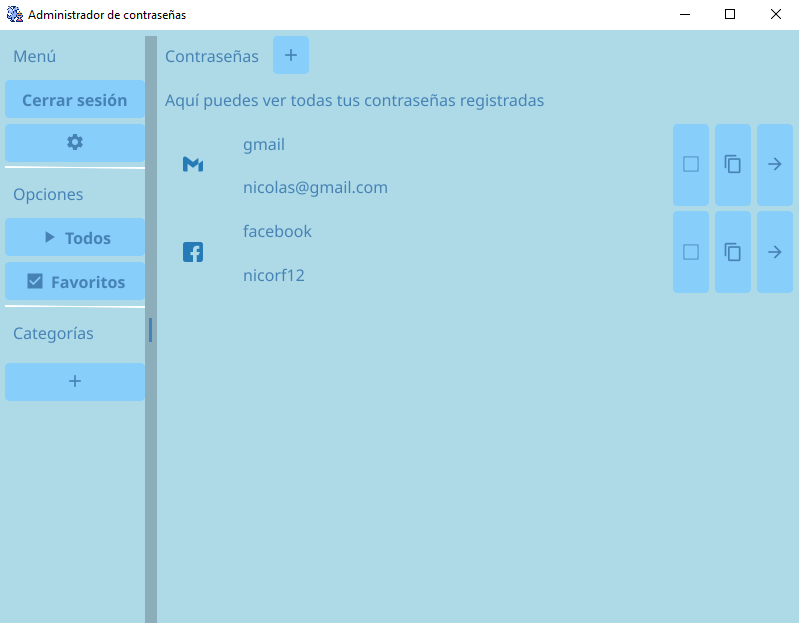 Administrador de contraseñas
Menú
Cerrar sesión
Opciones
Todos
Favoritos
Categorías
+
Contraseñas +
Aquí puedes ver todas tus contraseñas registradas
gmail
nicolas@gmail.com
facebook
nicorf12